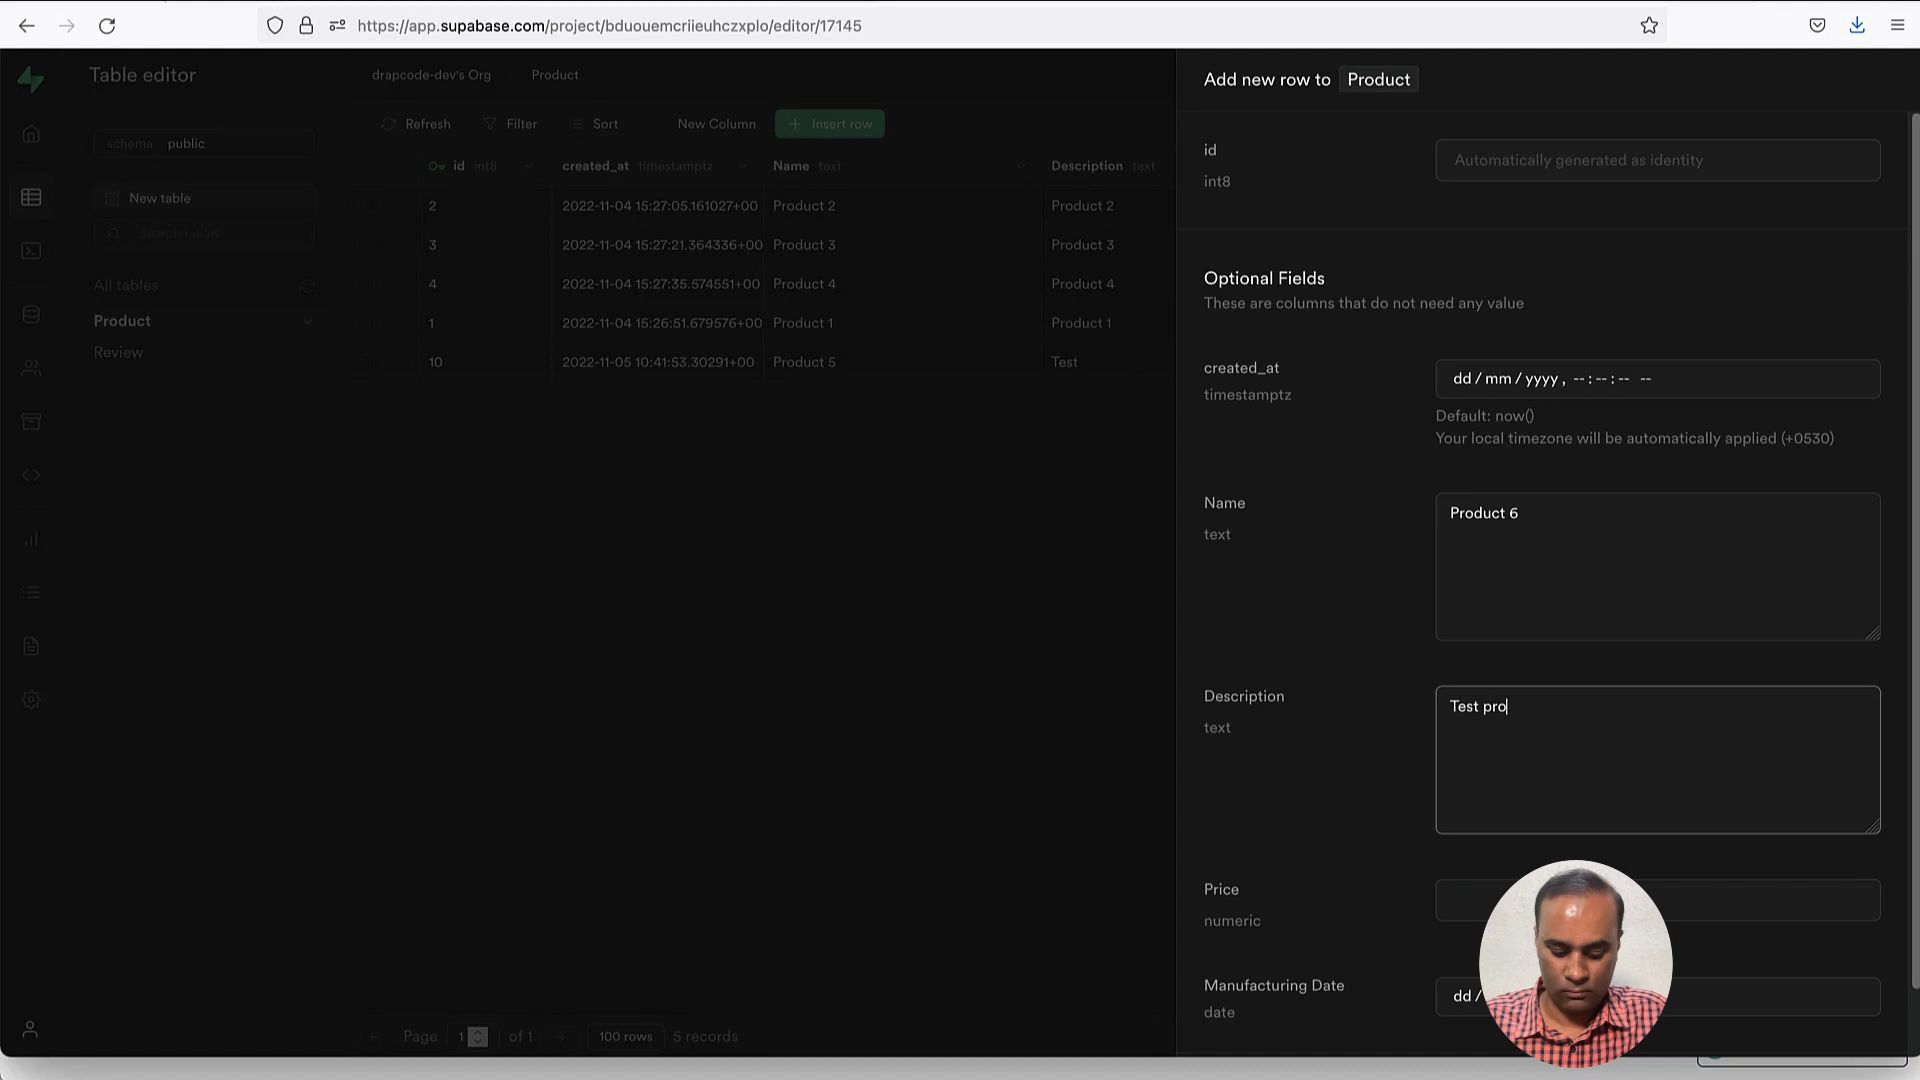 https://app.supabase.com/project/bduouemcriieuhczxplo/editor/17145
Table editor
drapcode-dev's Org
Product
schema public
New table
Search tables
All tables
Product
Review
Refresh
Filter
Sort
New Column
+ Insert row
id int8
created_at timestamptz
Name text
Description text
2 2022-11-04 15:27:05.161027+00 Product 2 Product 2
3 2022-11-04 15:27:21.364336+00 Product 3 Product 3
4 2022-11-04 15:27:35.574551+00 Product 4 Product 4
1 2022-11-04 15:26:51.679576+00 Product 1 Product 1
10 2022-11-05 10:41:53.30291+00 Product 5 Test
Page 1 of 1
100 rows
5 records
Add new row to Product
id
int8
Automatically generated as identity
Optional Fields
These are columns that do not need any value
created_at
timestamptz
dd / mm / yyyy , -- : -- : -- --
Default: now()
Your local timezone will be automatically applied (+0530)
Name
text
Product 6
Description
text
Test pro
Price
numeric
Manufacturing Date
date
dd /